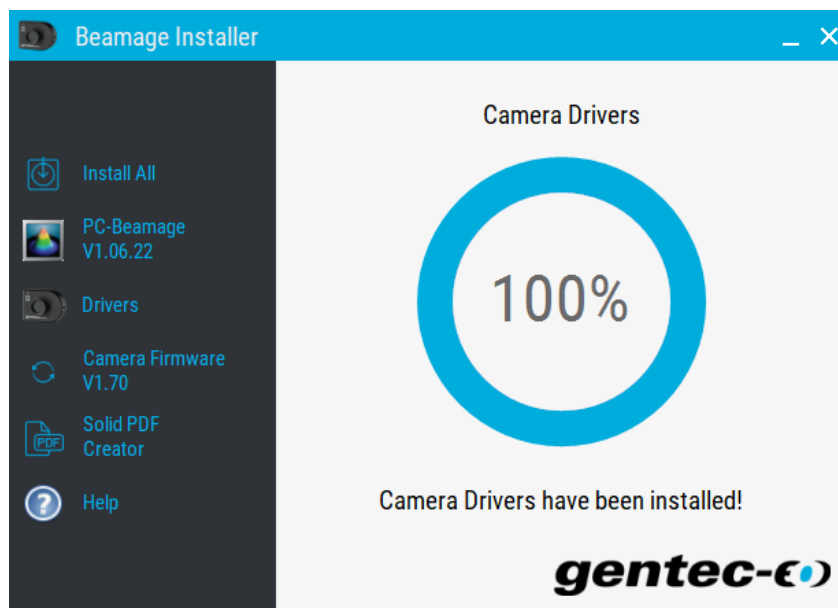 Beamage Installer
Install All
PC-Beamage
V1.06.22
Drivers
Camera Firmware
V1.70
PDF
Solid PDF
Creator
Help
Camera Drivers
100%
Camera Drivers have been installed!
gentec-eo